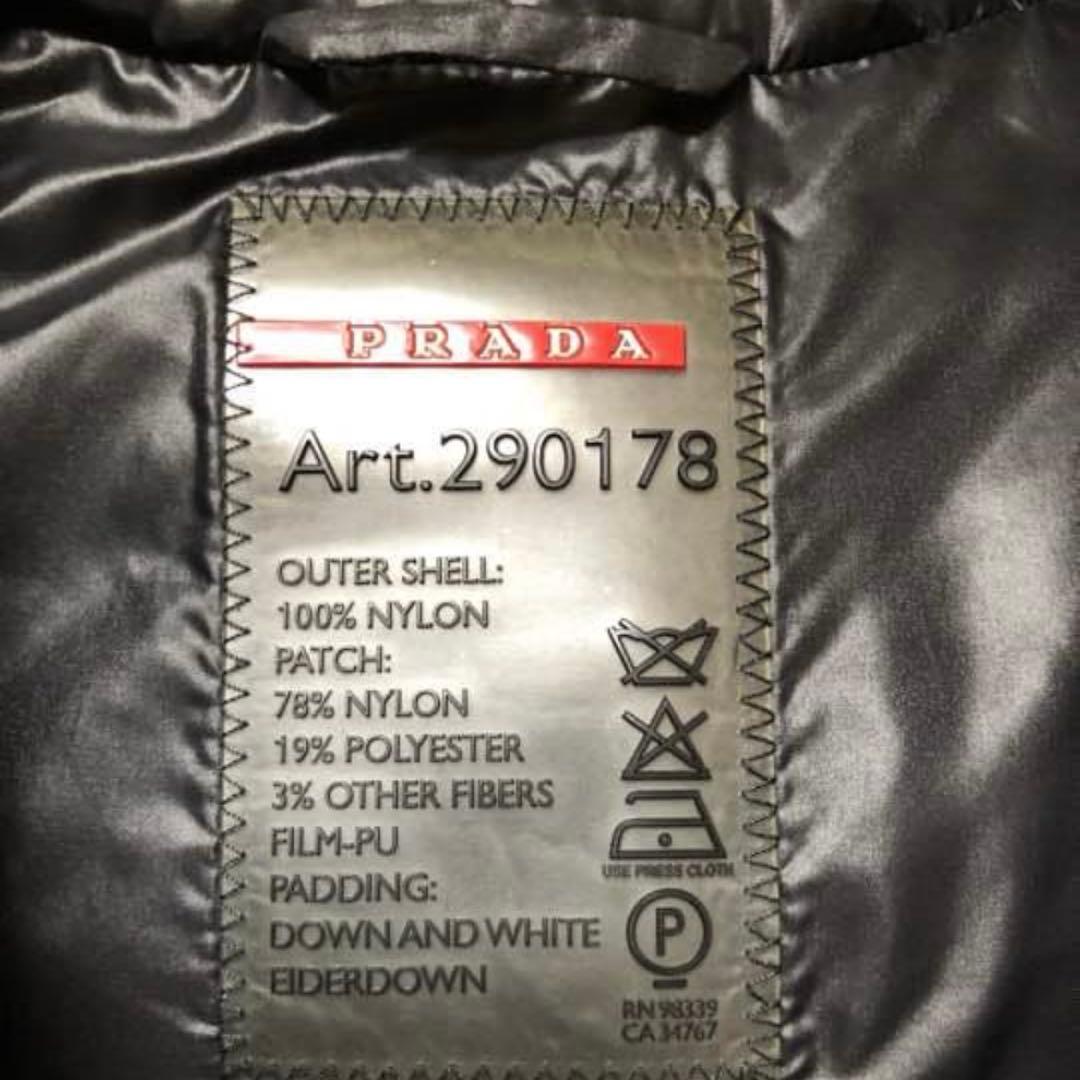 PRADA
Art.290178
OUTER SHELL:
100% NYLON
PATCH:
78% NYLON
19% POLYESTER
3% OTHER FIBERS
FILM-PU
PADDING:
DOWN AND WHITE
EIDERDOWN
USE PRESS CLOTH
P
RN 98339
CA 34767